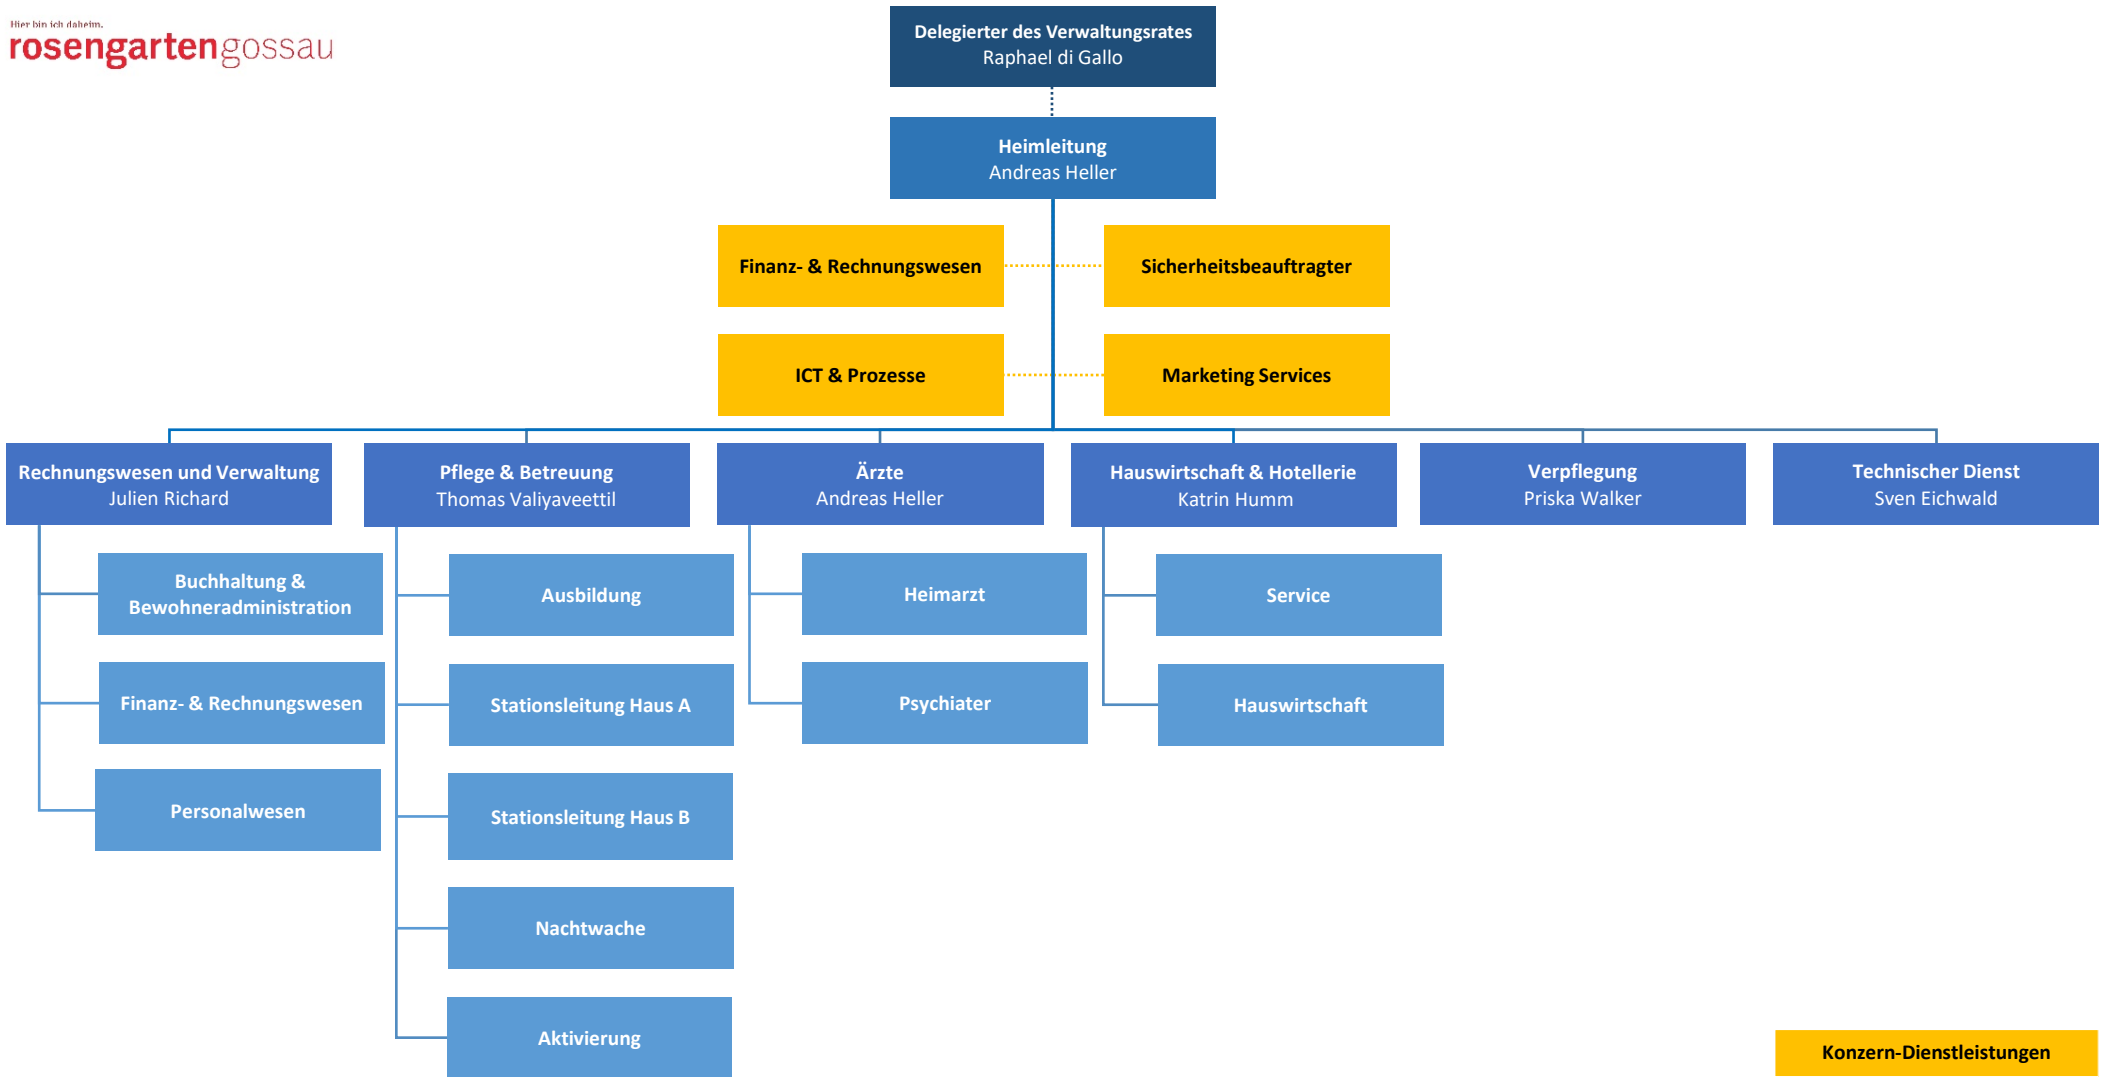 Hier bin ich daheim.
rosengartengossau
Delegierter des Verwaltungsrates
Raphael di Gallo
Heimleitung
Andreas Heller
Finanz- & Rechnungswesen
Sicherheitsbeauftragter
ICT & Prozesse
Marketing Services
Rechnungswesen und Verwaltung
Julien Richard
Pflege & Betreuung
Thomas Valiyaveettil
Ärzte
Andreas Heller
Hauswirtschaft & Hotellerie
Katrin Humm
Verpflegung
Priska Walker
Technischer Dienst
Sven Eichwald
Buchhaltung &
Bewohneradministration
Finanz- & Rechnungswesen
Personalwesen
Ausbildung
Stationsleitung Haus A
Stationsleitung Haus B
Nachtwache
Aktivierung
Heimarzt
Psychiater
Service
Hauswirtschaft
Konzern-Dienstleistungen